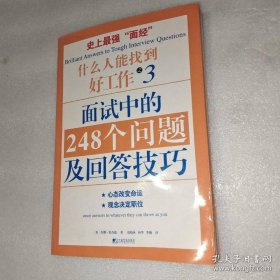 史上最强“面经”
Brilliant Answers to Tough Interview Questions
什么人能找到
好工作之3
面试中的
248个问题
及回答技巧
★ 心态改变命运
★ 观念决定职位
smart answers to whatever they can throw at you